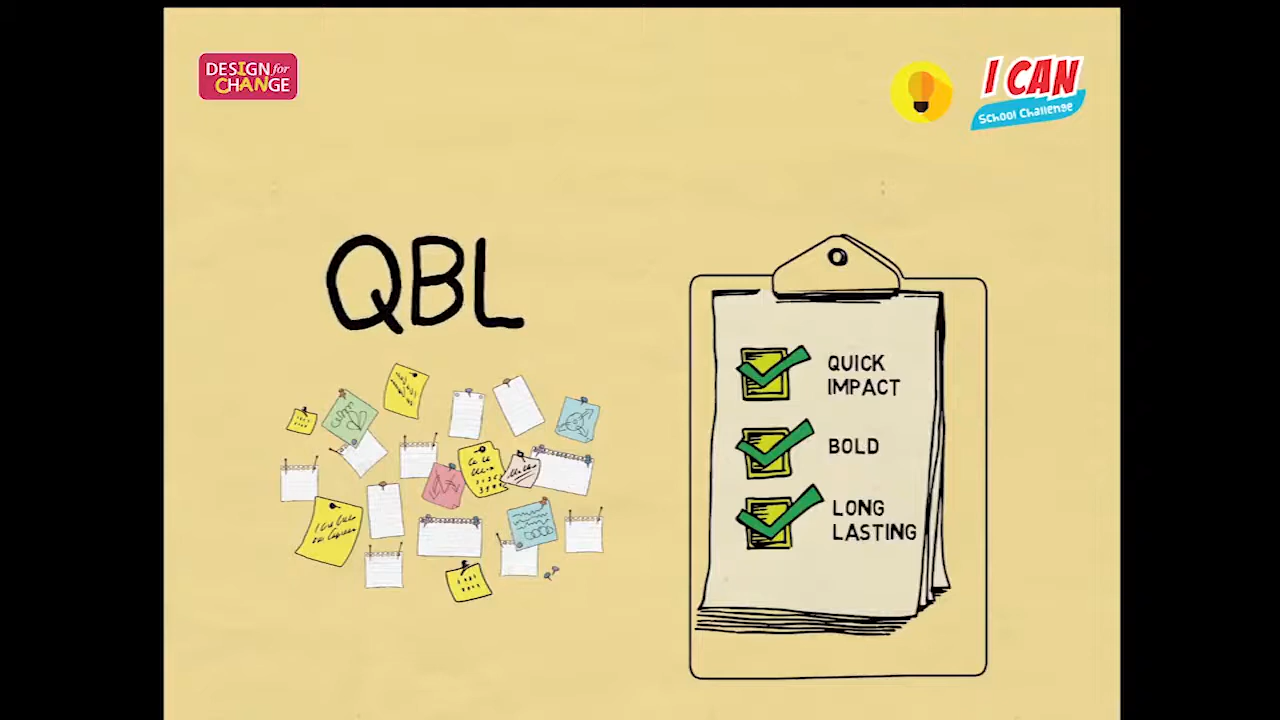 DESIGN for
CHANGE
I CAN
School Challenge
QBL
QUICK
IMPACT
BOLD
LONG
LASTING